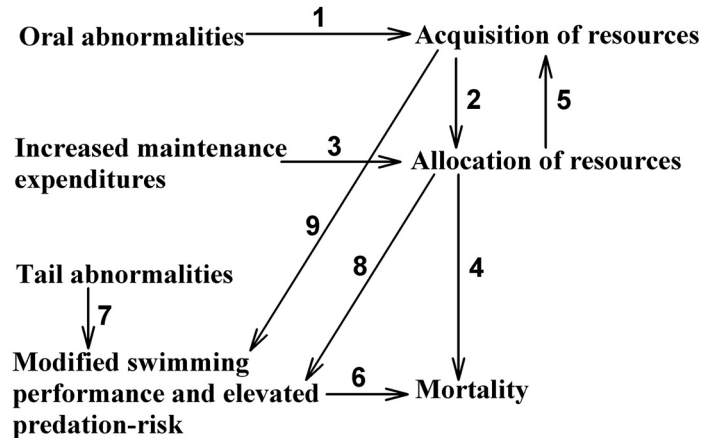 1
Oral abnormalities
Acquisition of resources
2
5
Increased maintenance
expenditures
3
Allocation of resources
9
8
4
Tail abnormalities
7
Modified swimming
performance and elevated
predation-risk
6
Mortality